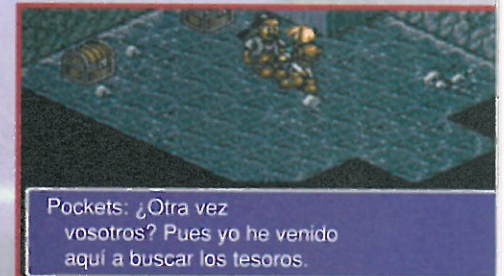 Pockets: ¿Otra vez
vosotros? Pues yo he venido
aquí a buscar los tesoros.